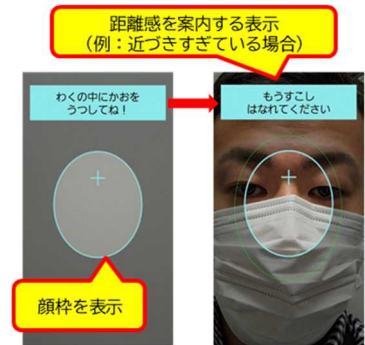 距離感を案内する表示
（例：近づきすぎている場合）
わくの中にかおを
うつしてね！
もうすこし
はなれてください
顔枠を表示